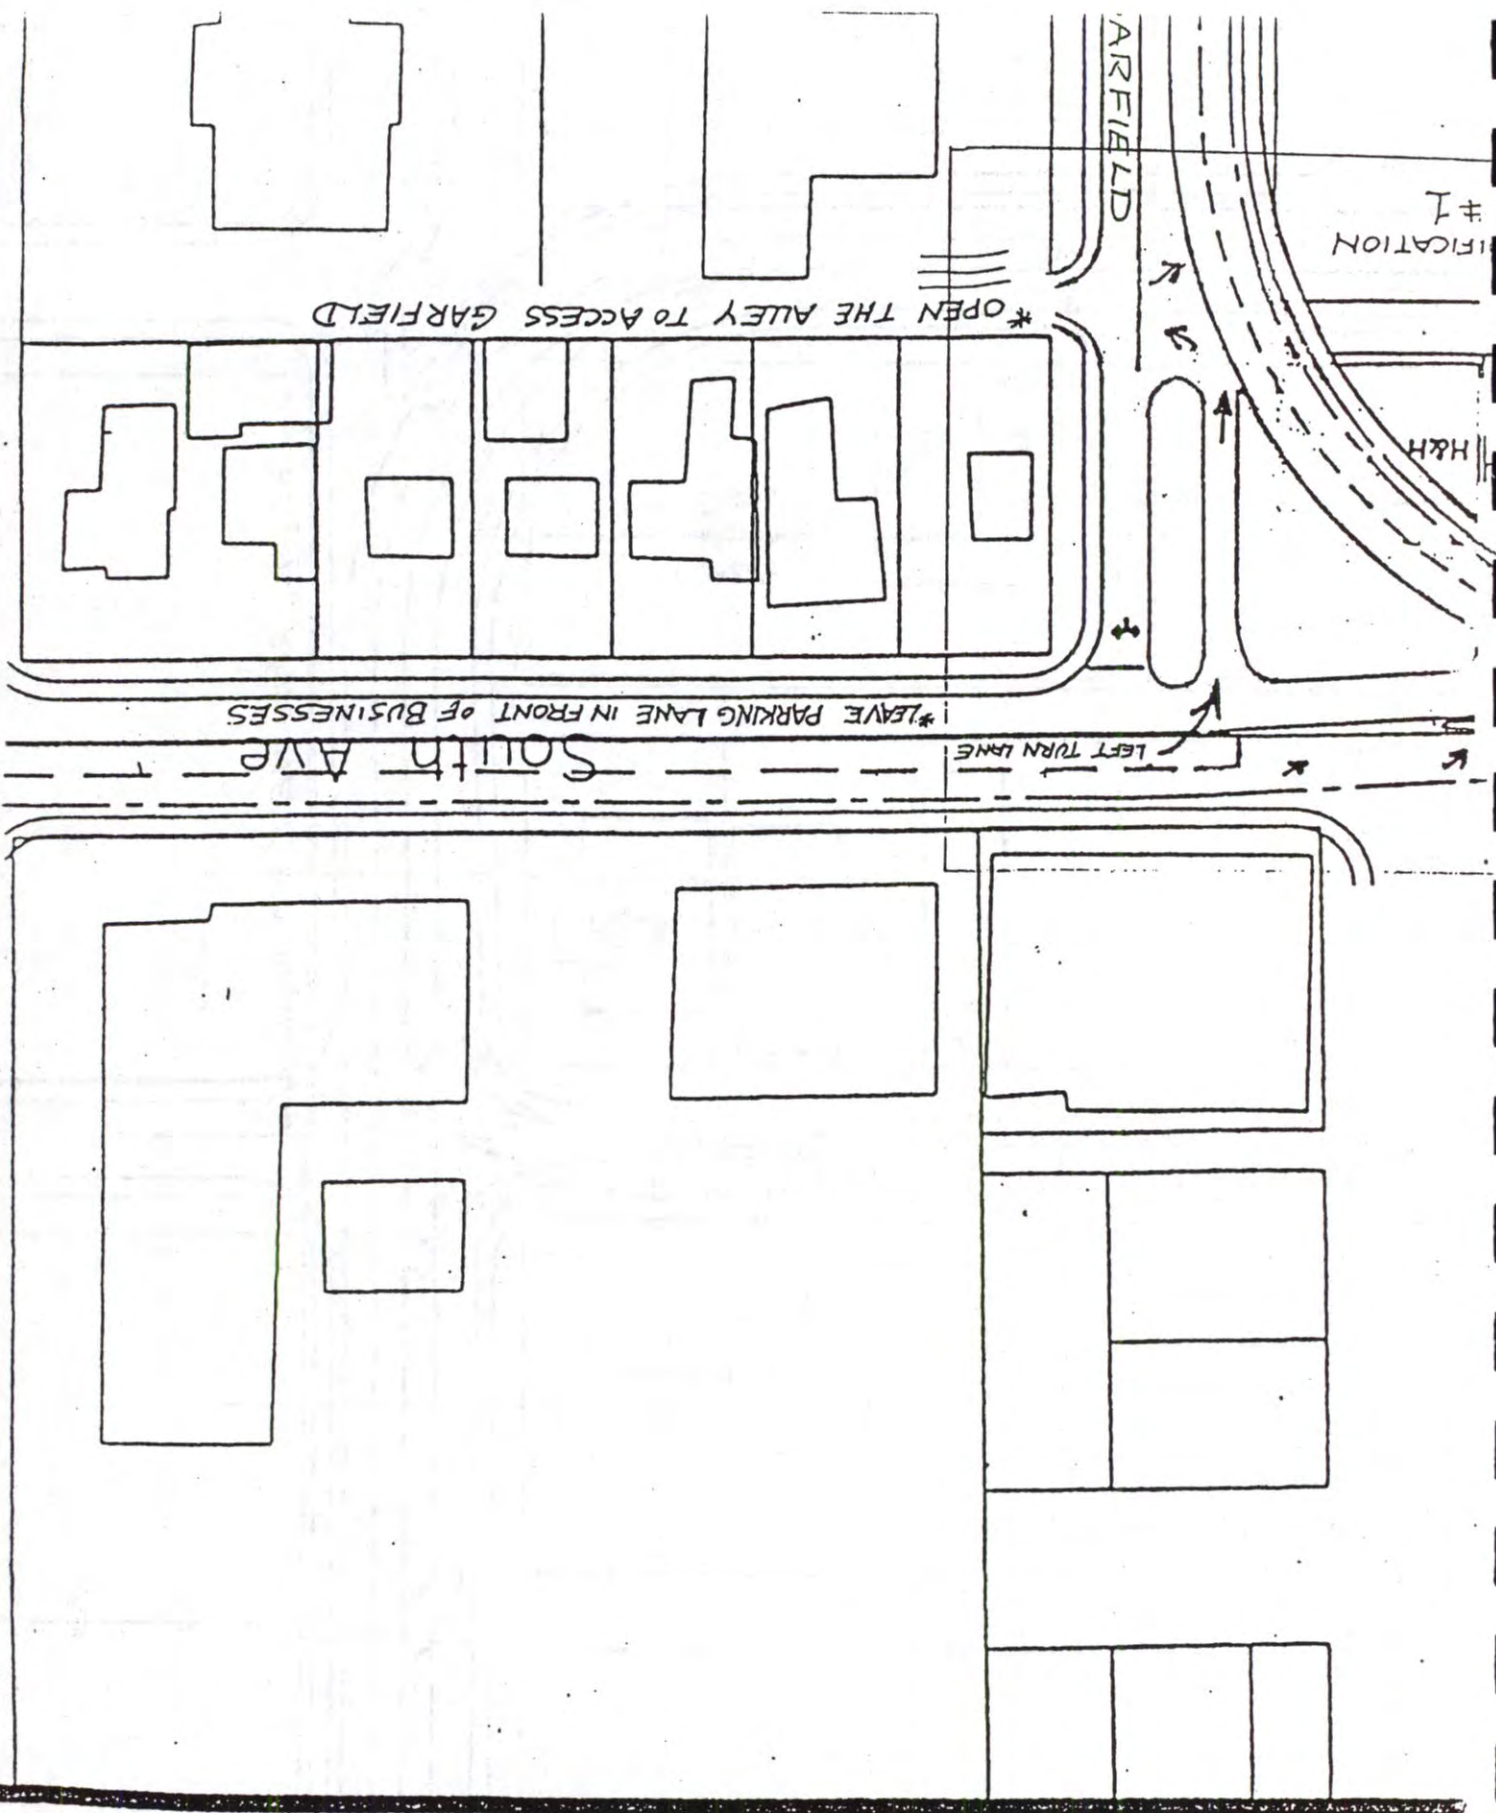 ARFIELD
IFICATION
#1
*OPEN THE ALLEY TO ACCESS GARFIELD
H&H
*LEAVE PARKING LANE IN FRONT OF BUSINESSES
South Ave
LEFT TURN LANE